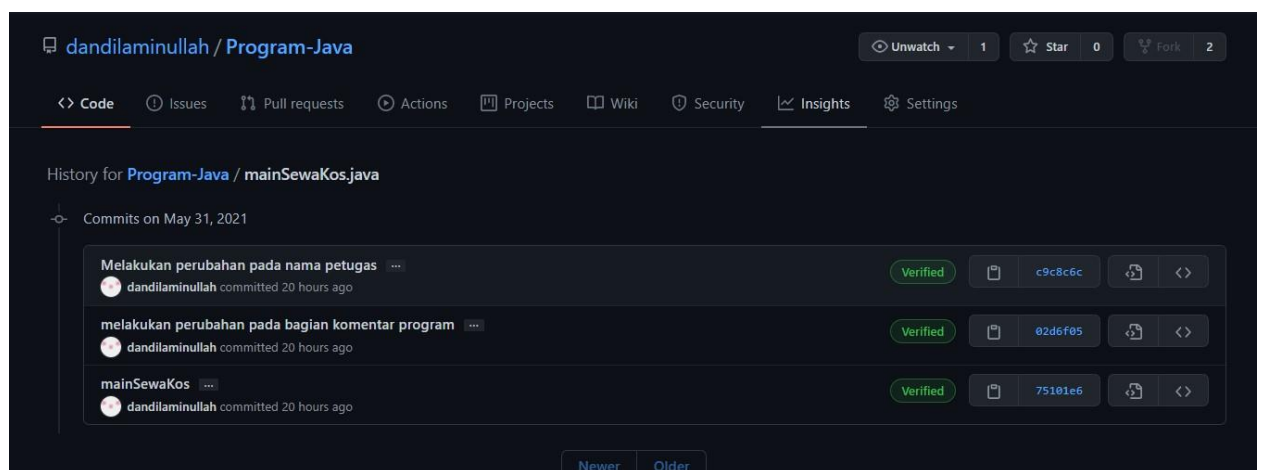 dandilaminullah / Program-Java
Unwatch 1 Star 0 Fork 2
<> Code Issues Pull requests Actions Projects Wiki Security Insights Settings
History for Program-Java / mainSewaKos.java
Commits on May 31, 2021
Melakukan perubahan pada nama petugas ...
Verified c9c8c6c <>
dandilaminullah committed 20 hours ago
melakukan perubahan pada bagian komentar program ...
Verified 02d6f05 <>
dandilaminullah committed 20 hours ago
mainSewaKos ...
Verified 75101e6 <>
dandilaminullah committed 20 hours ago
Newer Older